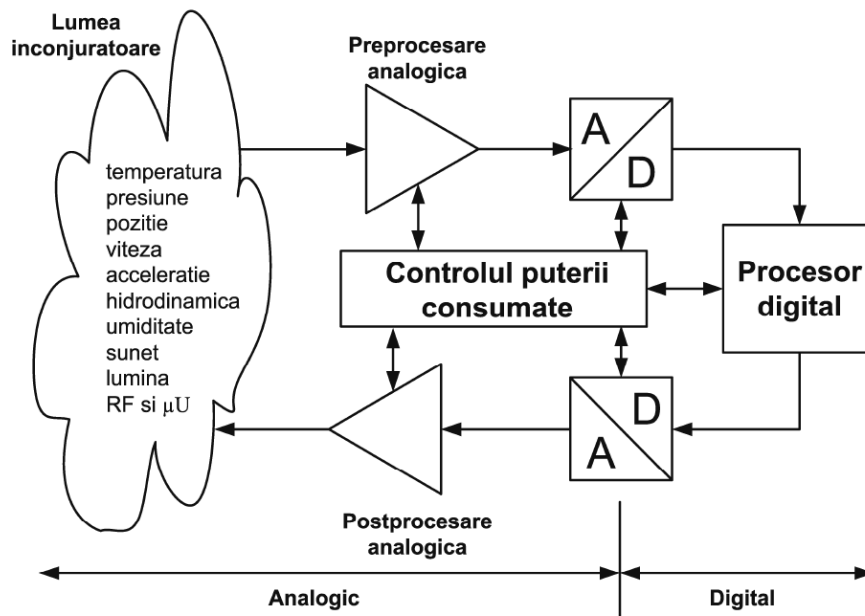 Lumea
inconjuratoare
Preprocesare
analogica
A
D
temperatura
presiune
pozitie
viteza
acceleratie
hidrodinamica
umiditate
sunet
lumina
RF si µU
Controlul puterii
consumate
Procesor
digital
D
A
Postprocesare
analogica
Analogic
Digital